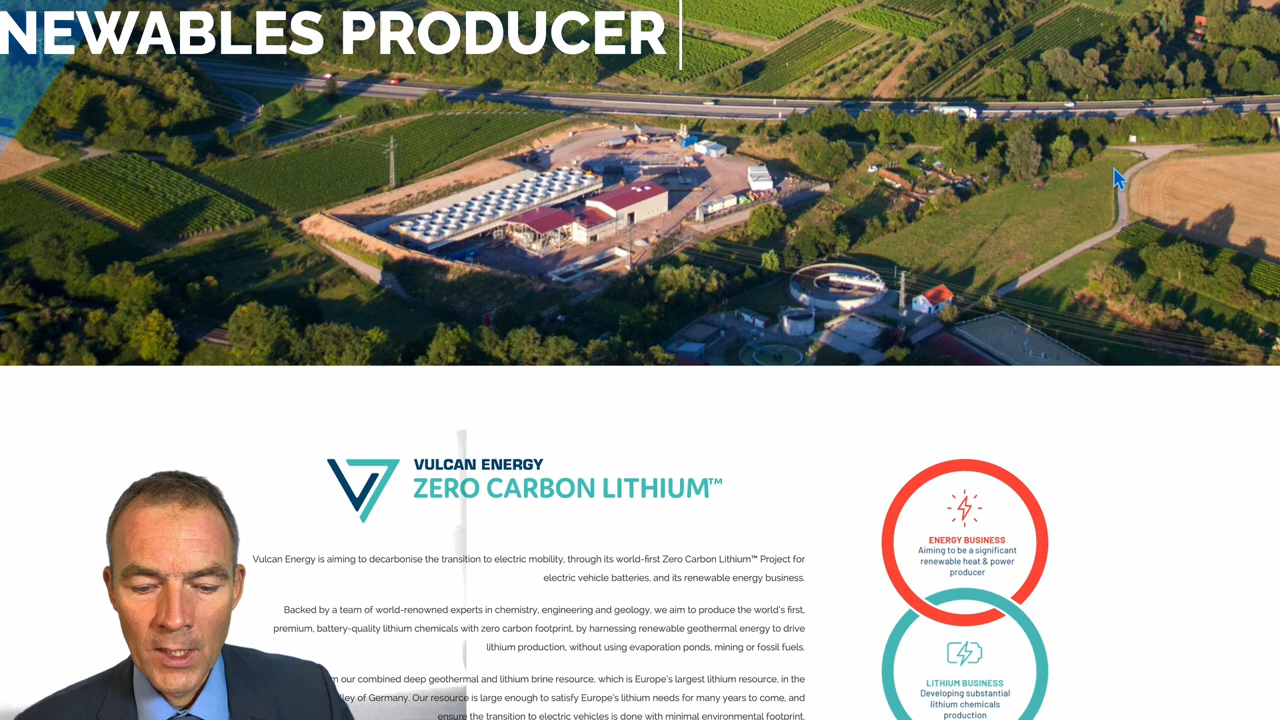 NEWABLES PRODUCER
VULCAN ENERGY
ZERO CARBON LITHIUM™
Vulcan Energy is aiming to decarbonise the transition to electric mobility, through its world-first Zero Carbon Lithium™ Project for
electric vehicle batteries, and its renewable energy business.
Backed by a team of world-renowned experts in chemistry, engineering and geology, we aim to produce the world's first,
premium, battery-quality lithium chemicals with zero carbon footprint, by harnessing renewable geothermal energy to drive
lithium production, without using evaporation ponds, mining or fossil fuels.
our combined deep geothermal and lithium brine resource, which is Europe's largest lithium resource, in the
of Germany. Our resource is large enough to satisfy Europe's lithium needs for many years to come, and
ensure the transition to electric vehicles is done with minimal environmental footprint.
ENERGY BUSINESS
Aiming to be a significant
renewable heat & power
producer
LITHIUM BUSINESS
Developing substantial
lithium chemicals
production